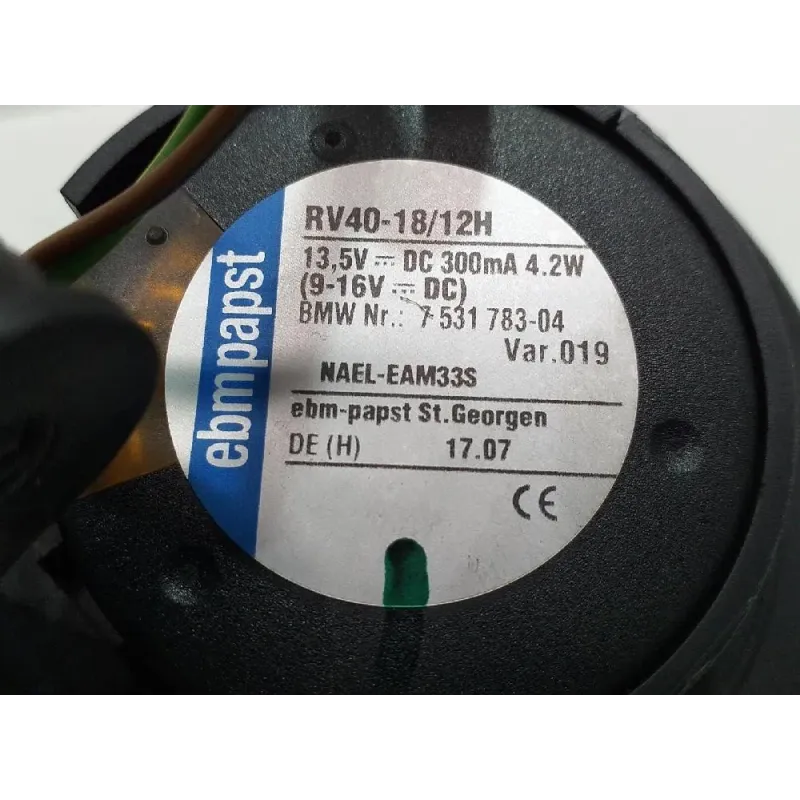 ebmpapst
RV40-18/12H
13,5V ⎓ DC 300mA 4.2W
(9-16V ⎓ DC)
BMW Nr.: 7 531 783-04
Var.019
NAEL-EAM33S
ebm-papst St.Georgen
DE (H) 17.07
CE